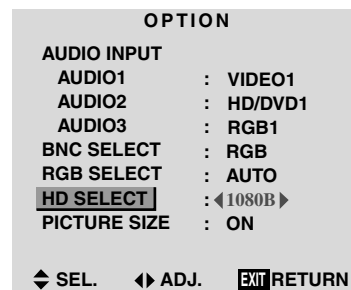 OPTION
AUDIO INPUT
AUDIO1 : VIDEO1
AUDIO2 : HD/DVD1
AUDIO3 : RGB1
BNC SELECT : RGB
RGB SELECT : AUTO
HD SELECT : ◀1080B▶
PICTURE SIZE : ON
SEL. ADJ. EXIT RETURN